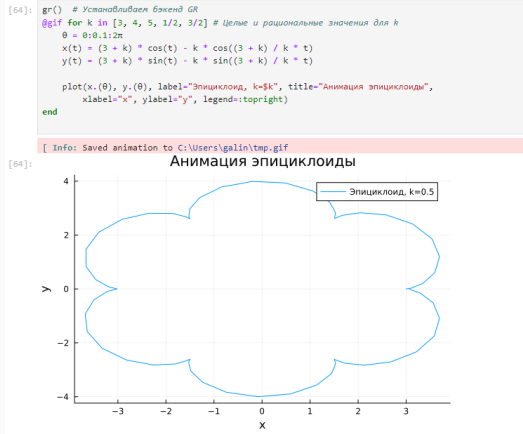 [64]:
gr()  # Устанавливаем бэкенд GR
@gif for k in [3, 4, 5, 1/2, 3/2] # Целые и рациональные значения для k
θ = 0:0.1:2π
x(t) = (3 + k) * cos(t) - k * cos((3 + k) / k * t)
y(t) = (3 + k) * sin(t) - k * sin((3 + k) / k * t)
plot(x.(θ), y.(θ), label="Эпициклоид, k=$k", title="Анимация эпициклоиды",
xlabel="x", ylabel="y", legend=:topright)
end
[ Info: Saved animation to C:\Users\galin\tmp.gif
[64]:
Анимация эпициклоиды
Эпициклоид, k=0.5
4
2
0
−2
−4
y
−3 −2 −1 0 1 2 3
x